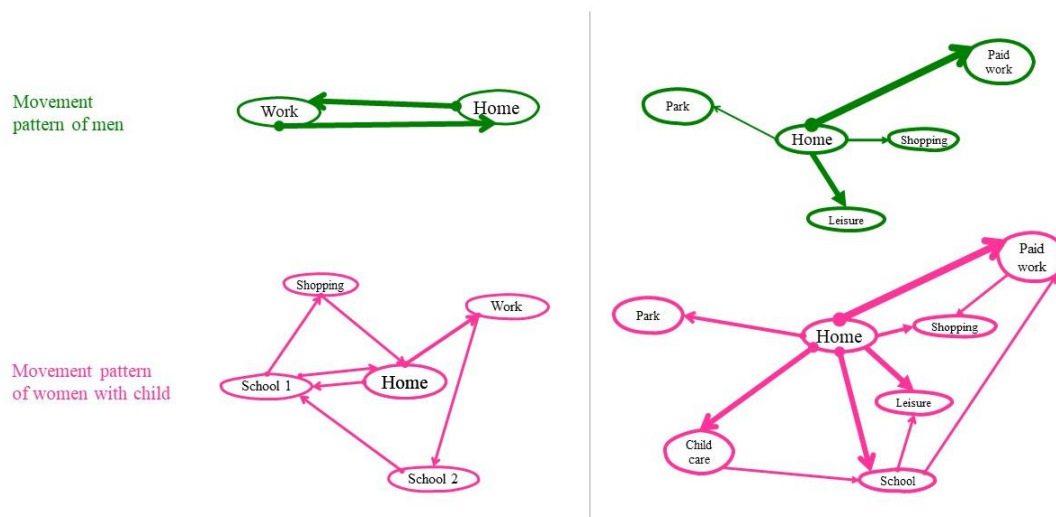 Movement
pattern of men
Work
Home
Paid
work
Park
Home
Shopping
Leisure
Movement pattern
of women with child
Shopping
Work
School 1
Home
School 2
Paid
work
Park
Home
Shopping
Leisure
Child
care
School